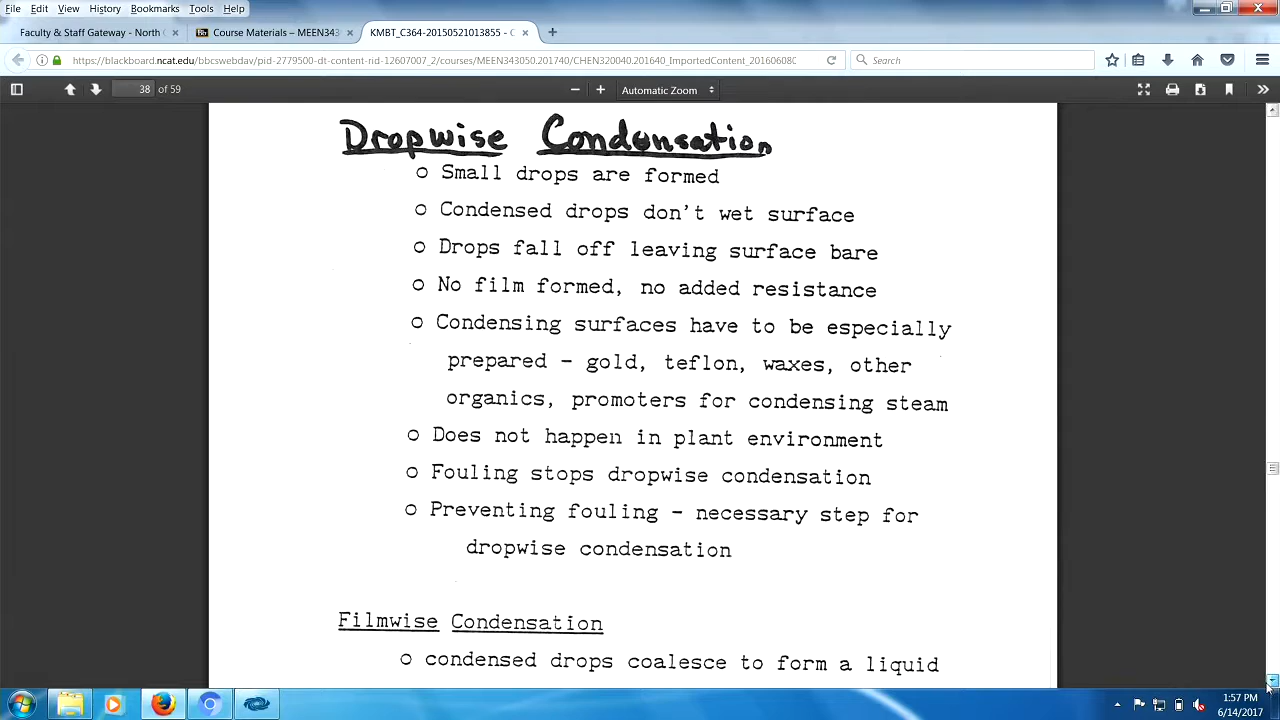 File Edit View History Bookmarks Tools Help
Faculty & Staff Gateway - North C Course Materials – MEEN343 KMBT_C364-20150521013855 - C
https://blackboard.ncat.edu/bbcswebdav/pid-2779500-dt-content-rid-12607007_2/courses/MEEN343050.201740 Search
38 of 59 Automatic Zoom
Dropwise Condensation
o Small drops are formed
o Condensed drops don't wet surface
o Drops fall off leaving surface bare
o No film formed, no added resistance
o Condensing surfaces have to be especially
prepared – gold, teflon, waxes, other
organics, promoters for condensing steam
o Does not happen in plant environment
o Fouling stops dropwise condensation
o Preventing fouling – necessary step for
dropwise condensation
Filmwise Condensation
o condensed drops coalesce to form a liquid
1:57 PM
6/14/2017